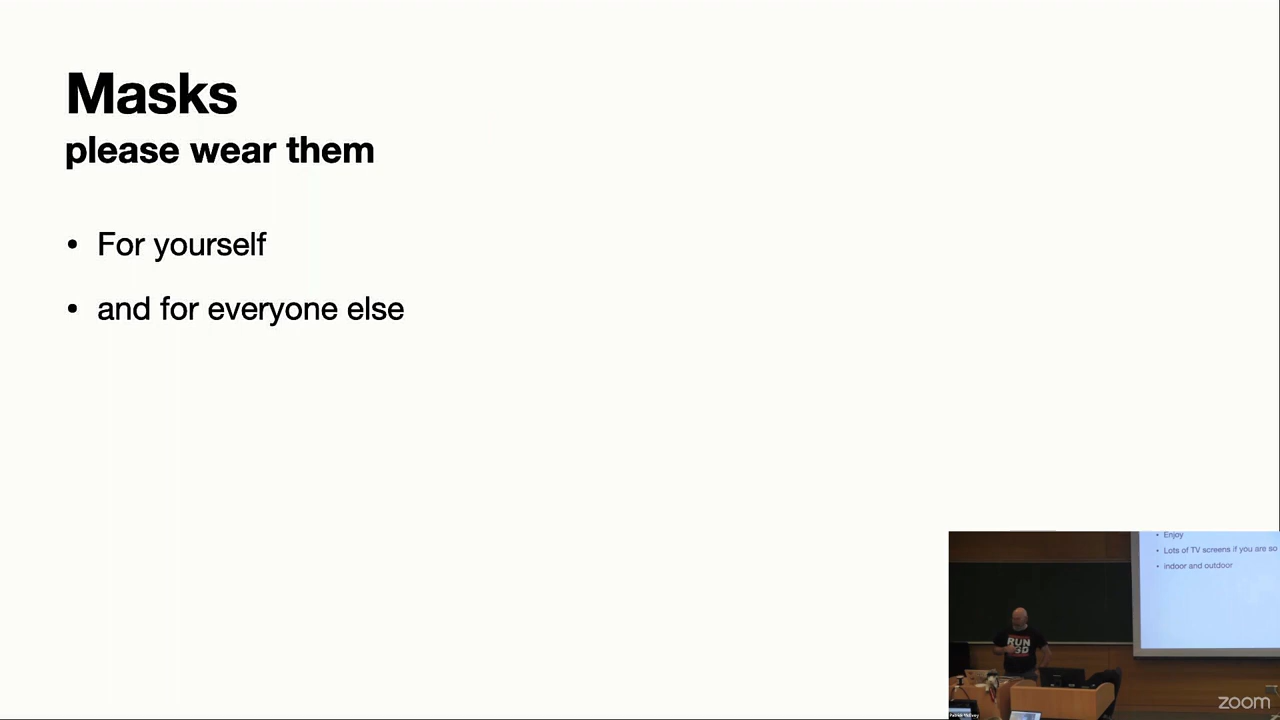 Masks
please wear them
• For yourself
• and for everyone else
• Enjoy
• Lots of TV screens if you are so
• indoor and outdoor
RUN
zoom